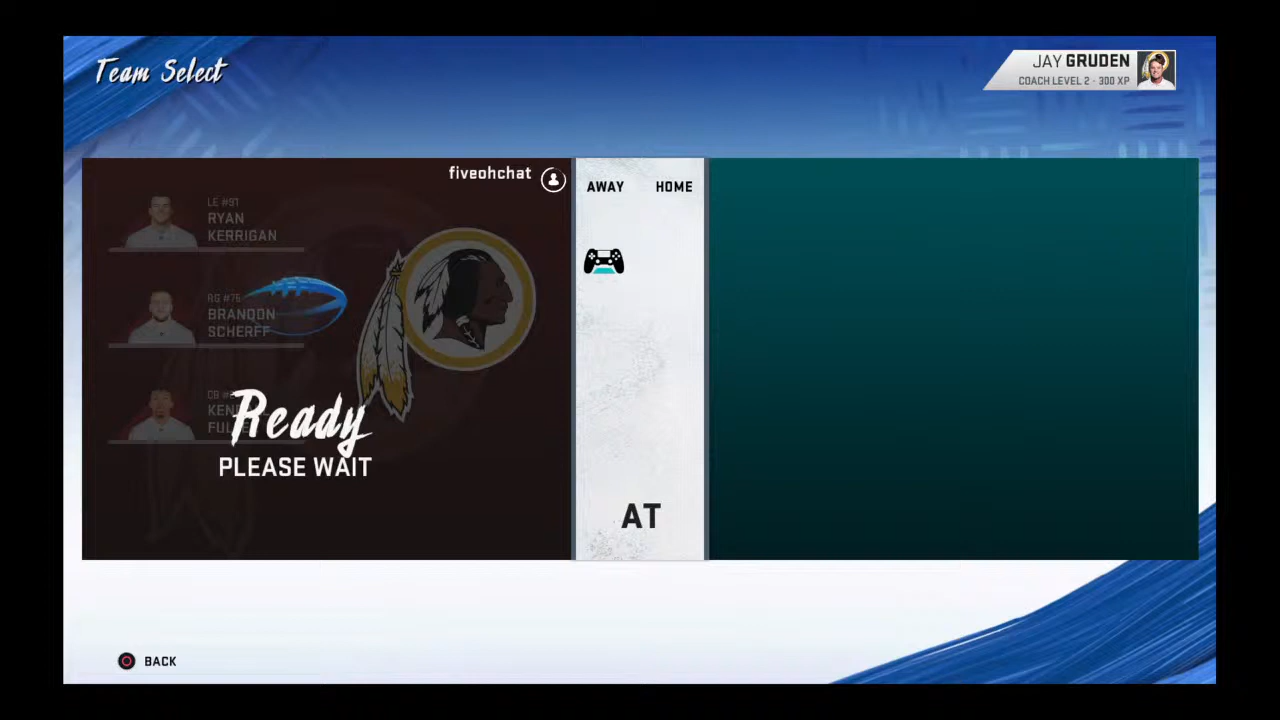 Team Select
JAY GRUDEN
COACH LEVEL 2 - 300 XP
fiveohchat
LE #91
RYAN
KERRIGAN
RG #75
BRANDON
SCHERFF
CB
Ready
PLEASE WAIT
AWAY HOME
AT
BACK